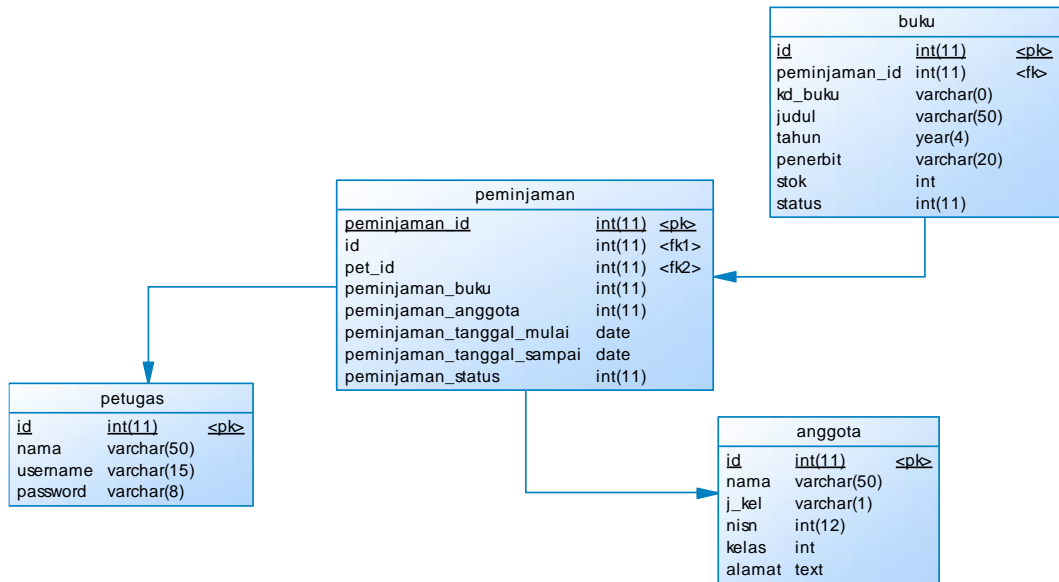 buku
id int(11) <pk>
peminjaman_id int(11) <fk>
kd_buku varchar(0)
judul varchar(50)
tahun year(4)
penerbit varchar(20)
stok int
status int(11)
peminjaman
peminjaman_id int(11) <pk>
id int(11) <fk1>
pet_id int(11) <fk2>
peminjaman_buku int(11)
peminjaman_anggota int(11)
peminjaman_tanggal_mulai date
peminjaman_tanggal_sampai date
peminjaman_status int(11)
petugas
id int(11) <pk>
nama varchar(50)
username varchar(15)
password varchar(8)
anggota
id int(11) <pk>
nama varchar(50)
j_kel varchar(1)
nisn int(12)
kelas int
alamat text